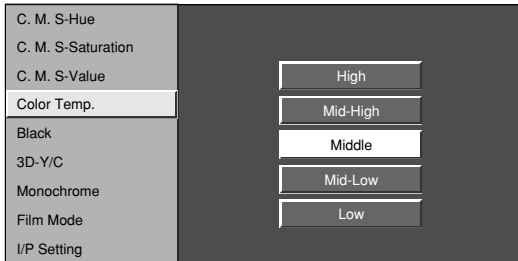 C. M. S-Hue
C. M. S-Saturation
C. M. S-Value
Color Temp.
Black
3D-Y/C
Monochrome
Film Mode
I/P Setting
High
Mid-High
Middle
Mid-Low
Low